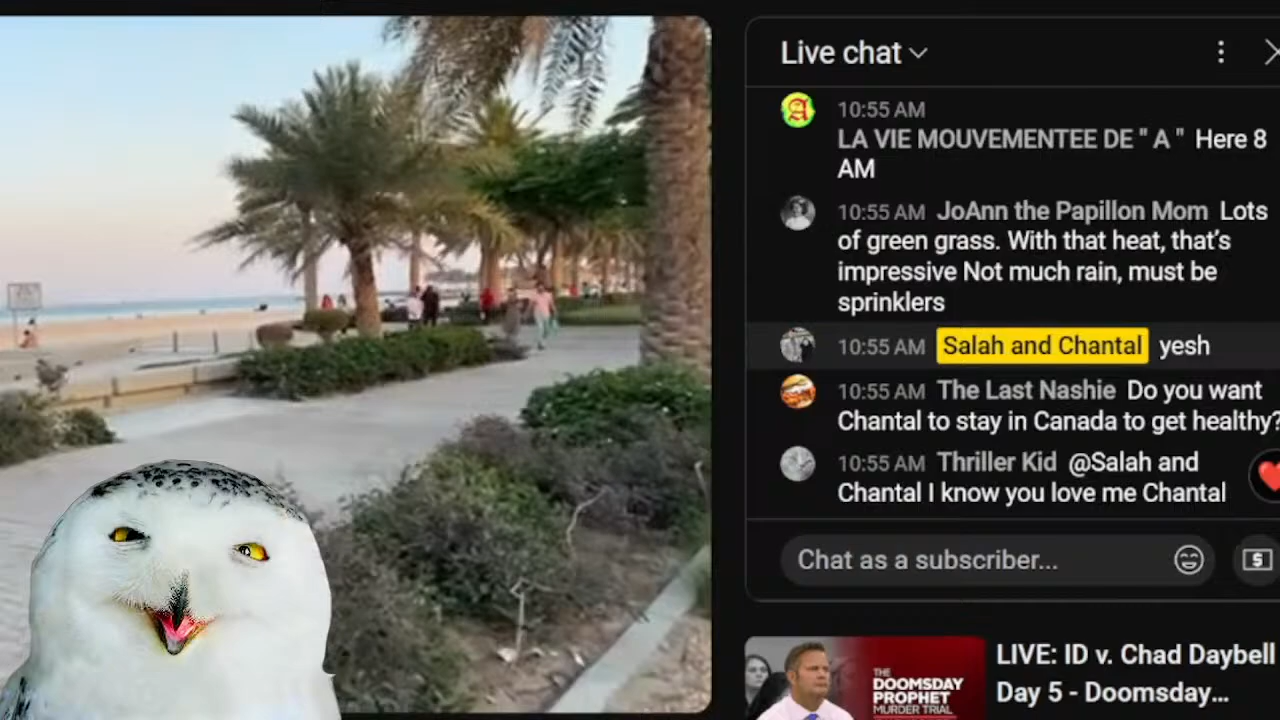 Live chat
10:55 AM
LA VIE MOUVEMENTEE DE " A " Here 8
AM
10:55 AM JoAnn the Papillon Mom Lots
of green grass. With that heat, that's
impressive Not much rain, must be
sprinklers
10:55 AM Salah and Chantal yesh
10:55 AM The Last Nashie Do you want
Chantal to stay in Canada to get healthy?
10:55 AM Thriller Kid @Salah and
Chantal I know you love me Chantal
Chat as a subscriber...
THE
DOOMSDAY
PROPHET
MURDER TRIAL
LIVE: ID v. Chad Daybell
Day 5 - Doomsday...